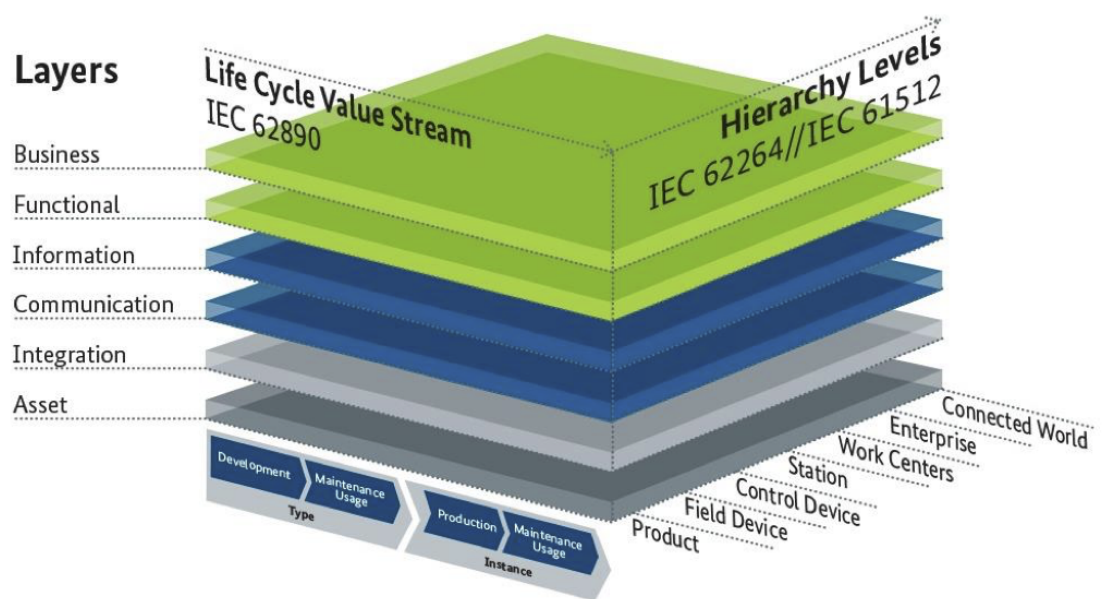 Layers
Life Cycle Value Stream
IEC 62890
Hierarchy Levels
IEC 62264//IEC 61512
Business
Functional
Information
Communication
Integration
Asset
Development
Maintenance
Usage
Type
Production
Maintenance
Usage
Instance
Connected World
Enterprise
Work Centers
Station
Control Device
Field Device
Product